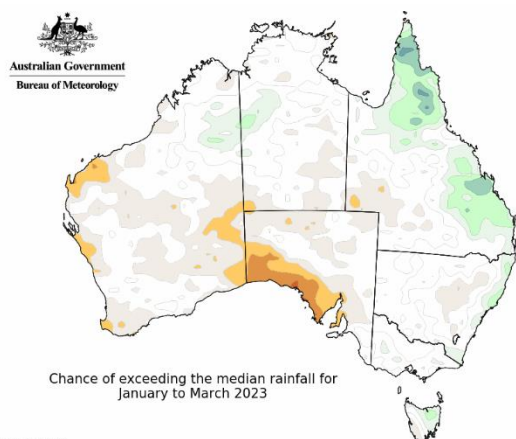 Australian Government
Bureau of Meteorology
Chance of exceeding the median rainfall for
January to March 2023